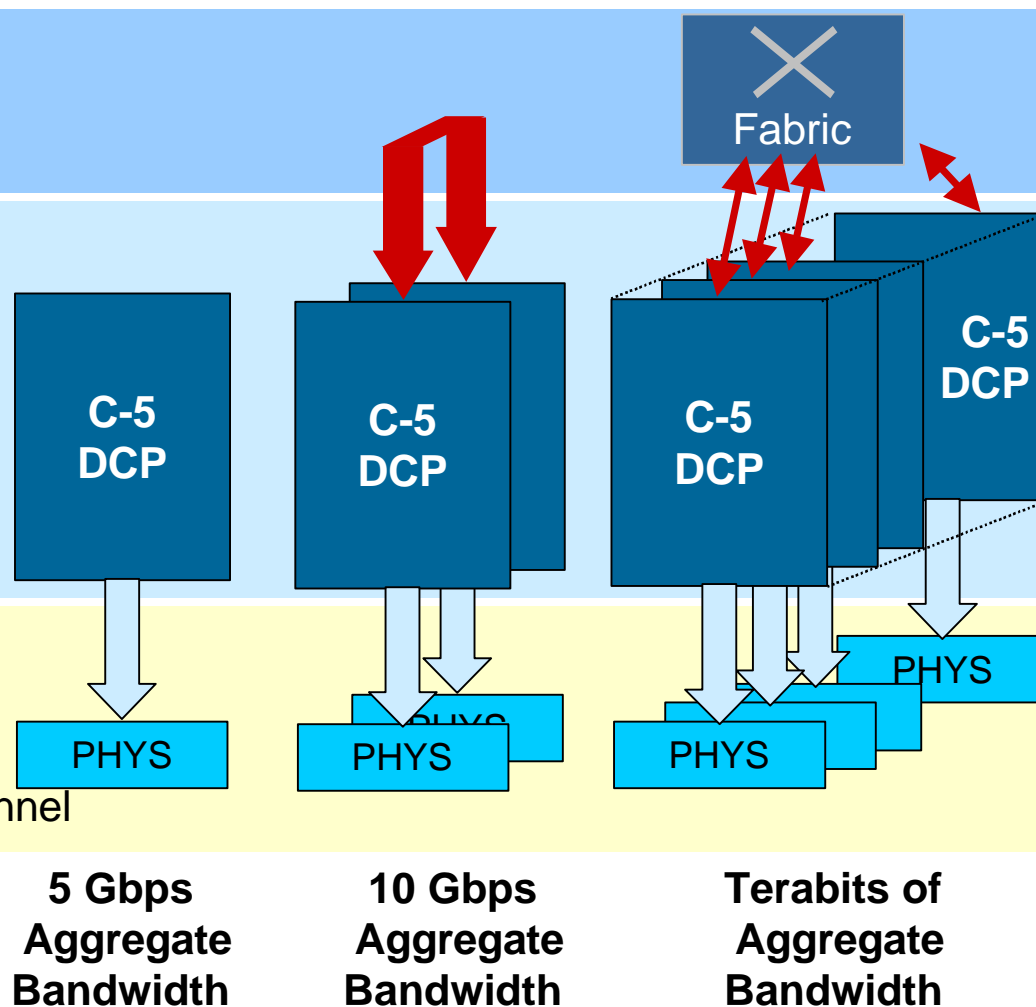 Fabric
C-5
DCP
C-5
DCP
C-5
DCP
C-5
DCP
PHYS
PHYS
PHYS
PHYS
PHYS
nnel
5 Gbps
Aggregate
Bandwidth
10 Gbps
Aggregate
Bandwidth
Terabits of
Aggregate
Bandwidth